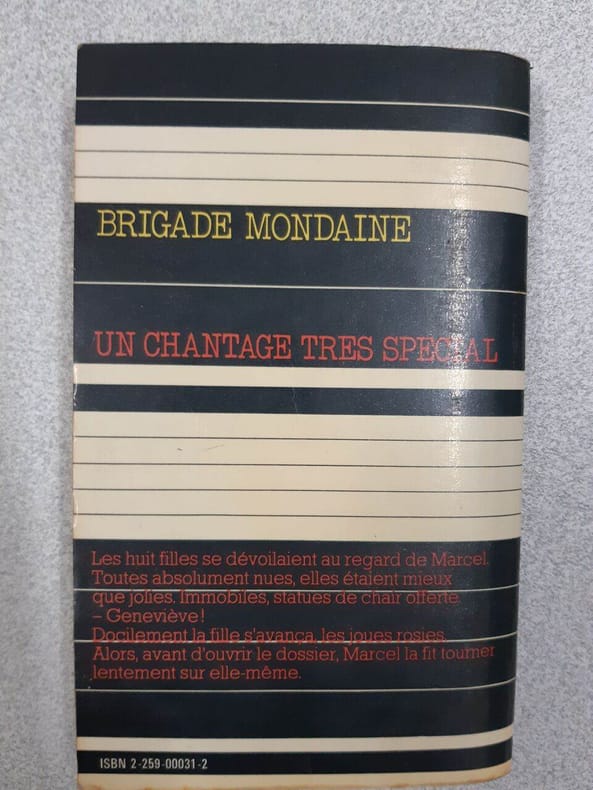 BRIGADE MONDAINE
UN CHANTAGE TRES SPECIAL
Les huit filles se dévoilaient au regard de Marcel.
Toutes absolument nues, elles étaient mieux
que jolies. Immobiles, statues de chair offerte.
– Geneviève !
Docilement la fille s'avança, les joues rosies.
Alors, avant d'ouvrir le dossier, Marcel la fit tourner
lentement sur elle-même.
ISBN 2-259-00031-2